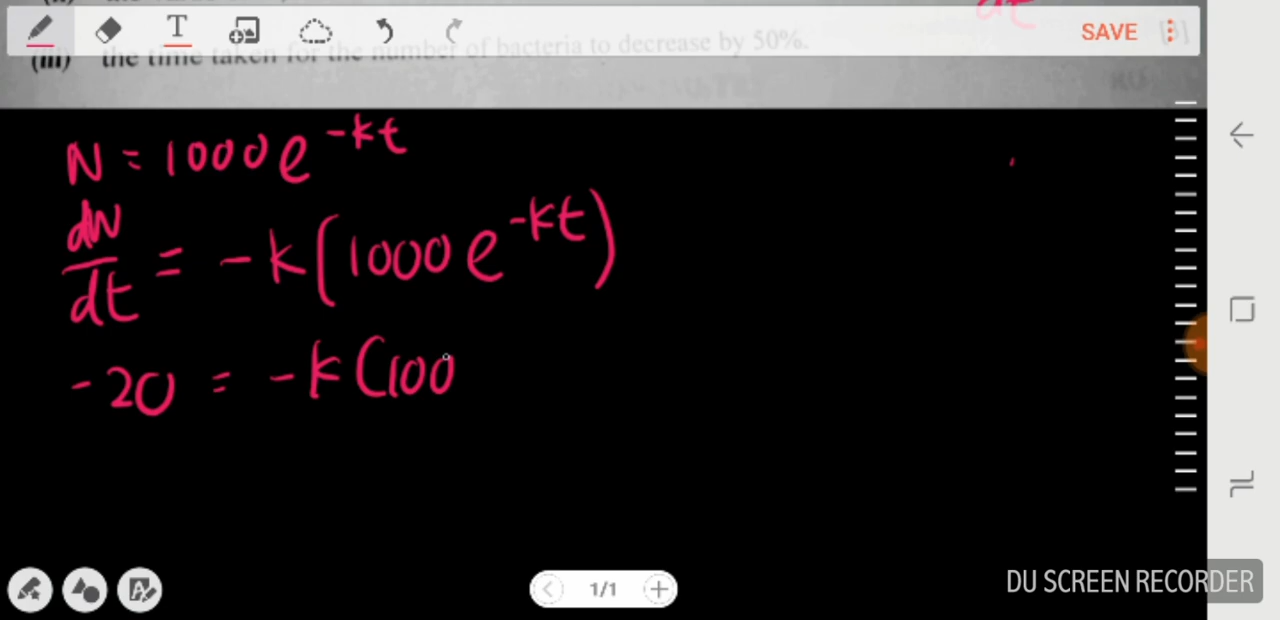 SAVE
(iii) the time taken for the number of bacteria to decrease by 50%.
N = 1000e^{-kt}
dN/dt = -k(1000e^{-kt})
-20 = -k(100
1/1
DU SCREEN RECORDER